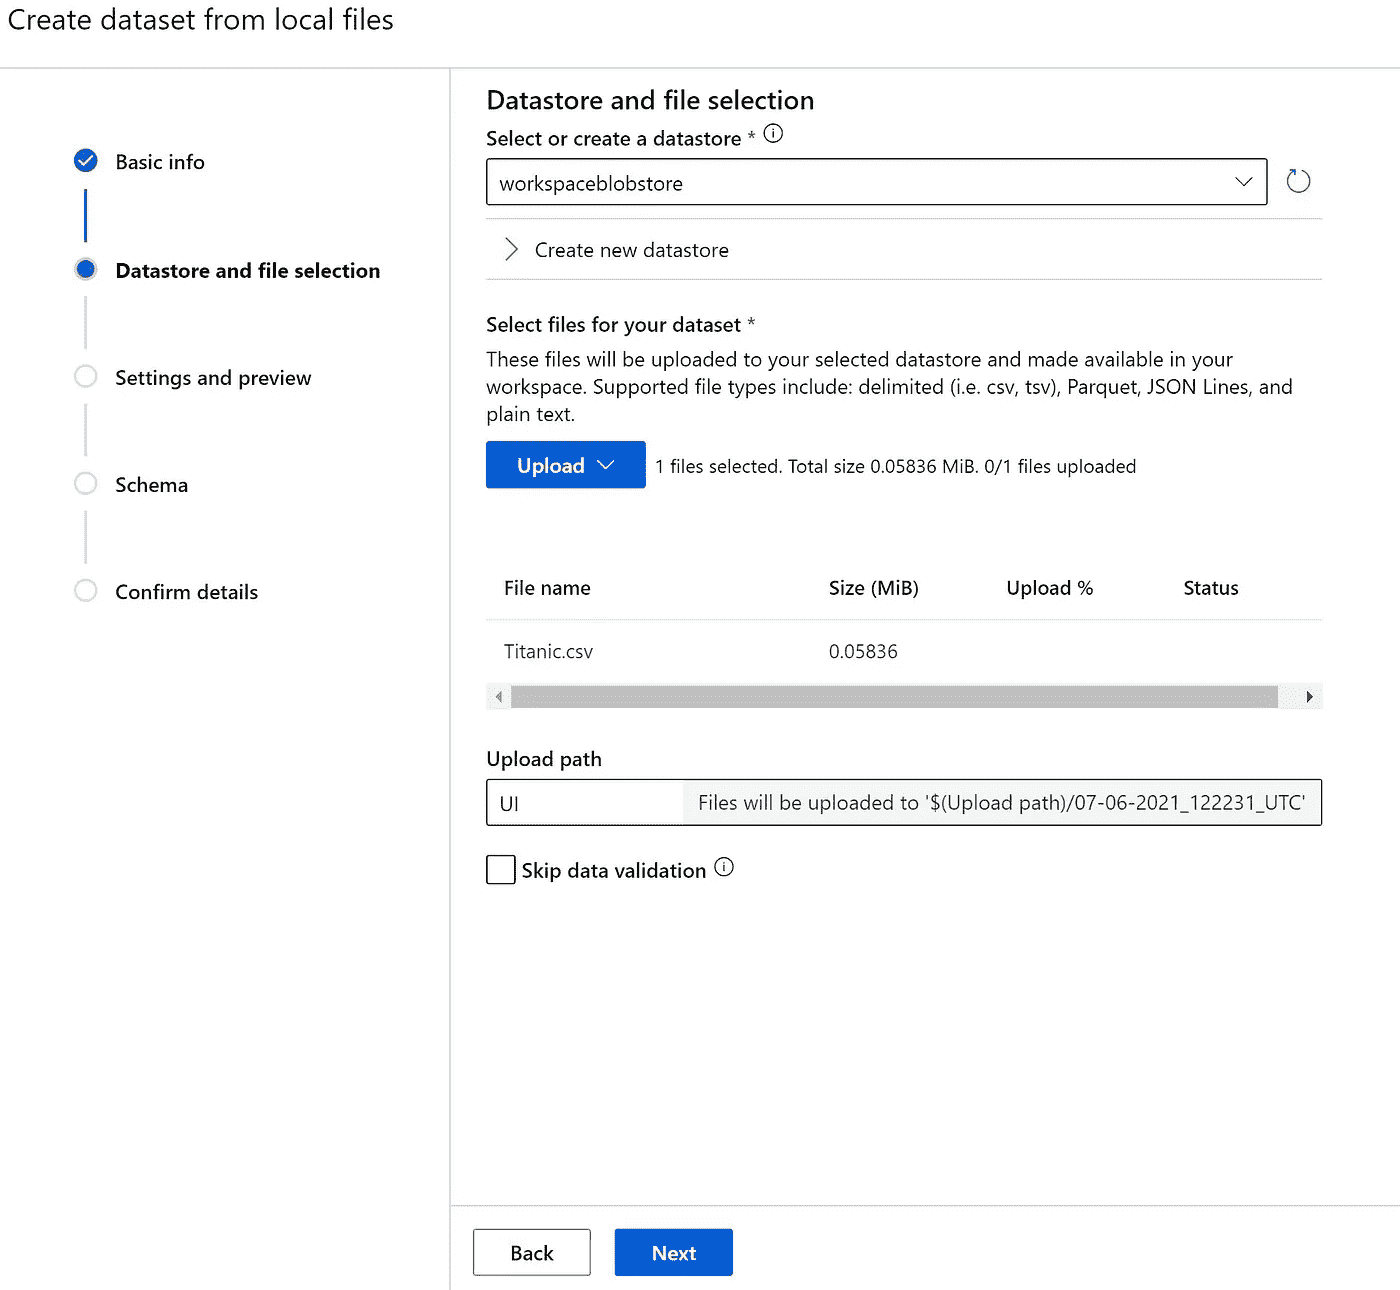 Create dataset from local files
Basic info
Datastore and file selection
Settings and preview
Schema
Confirm details
Datastore and file selection
Select or create a datastore *
workspaceblobstore
Create new datastore
Select files for your dataset *
These files will be uploaded to your selected datastore and made available in your
workspace. Supported file types include: delimited (i.e. csv, tsv), Parquet, JSON Lines, and
plain text.
Upload 1 files selected. Total size 0.05836 MiB. 0/1 files uploaded
File name Size (MiB) Upload % Status
Titanic.csv 0.05836
Upload path
UI Files will be uploaded to '$(Upload path)/07-06-2021_122231_UTC'
Skip data validation
Back Next